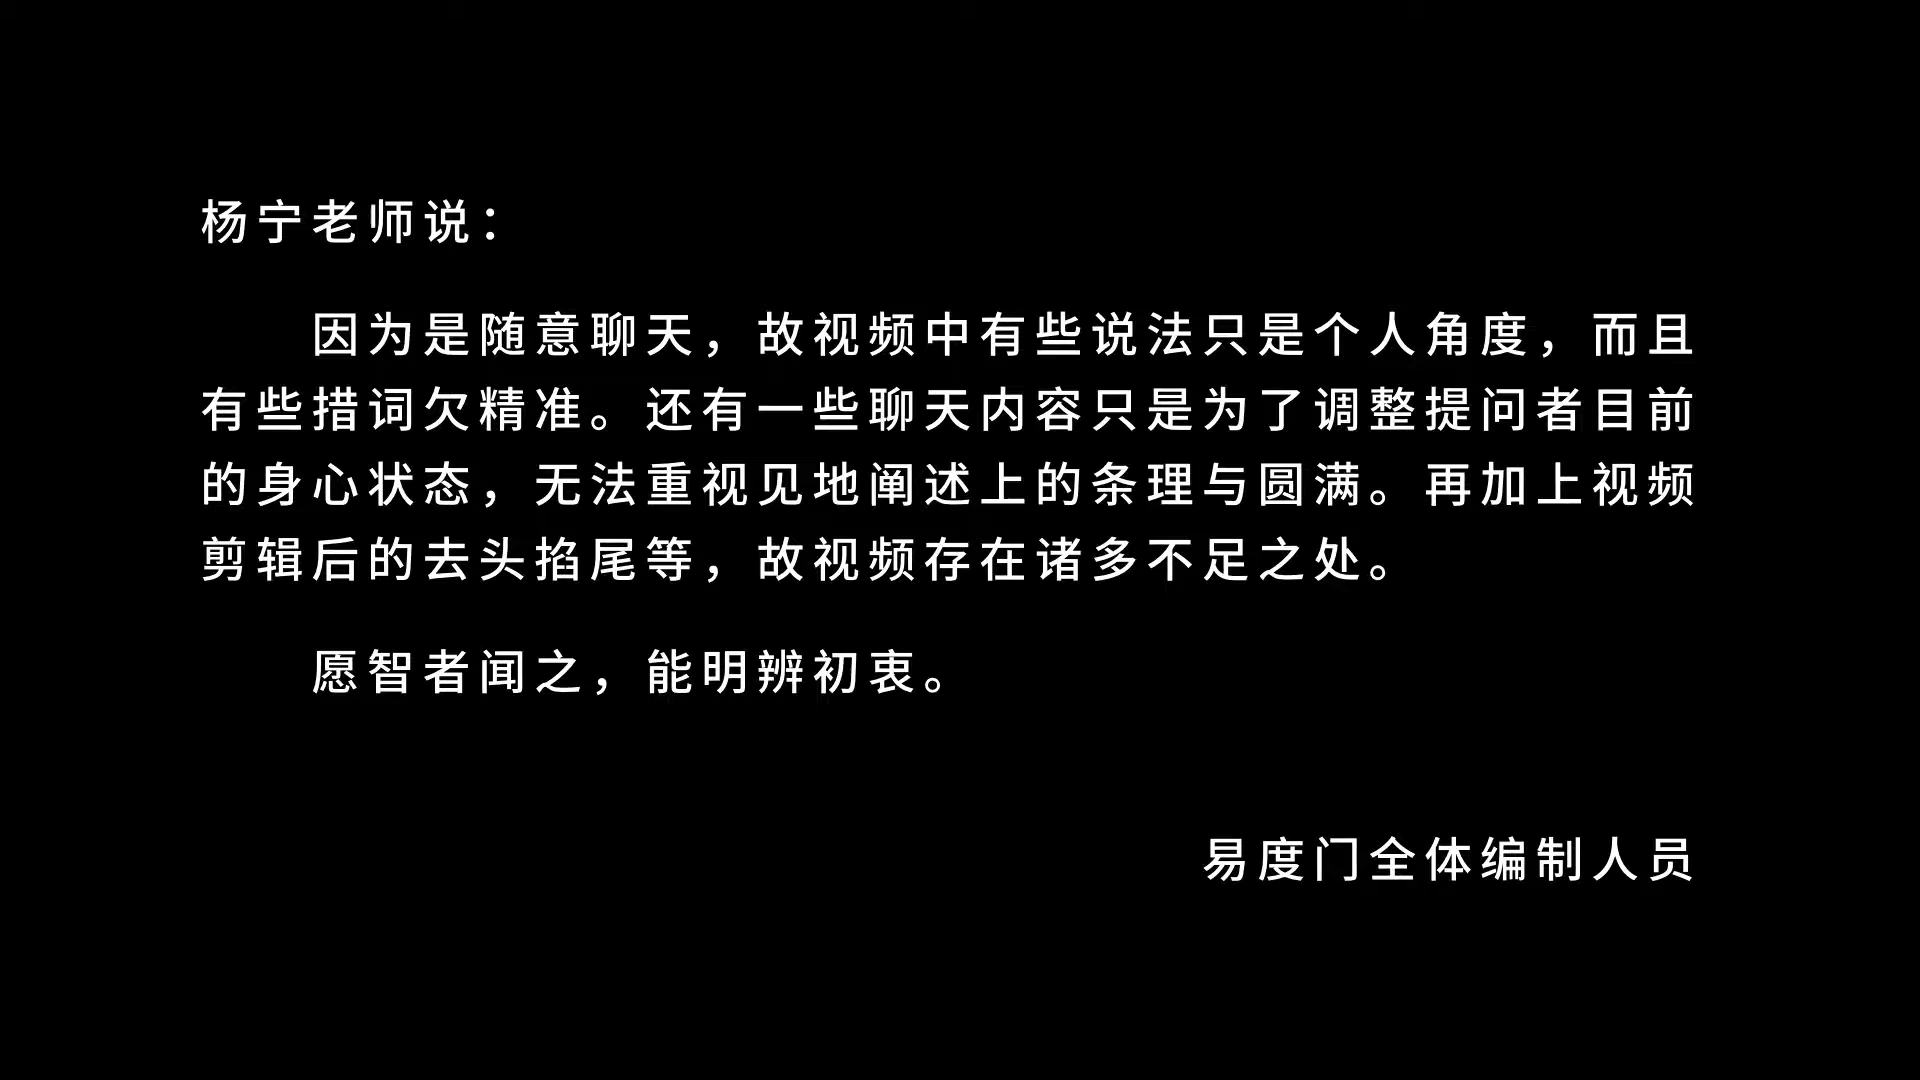 杨宁老师说：
因为是随意聊天，故视频中有些说法只是个人角度，而且
有些措词欠精准。还有一些聊天内容只是为了调整提问者目前
的身心状态，无法重视见地阐述上的条理与圆满。再加上视频
剪辑后的去头掐尾等，故视频存在诸多不足之处。
愿智者闻之，能明辨初衷。
易度门全体编制人员